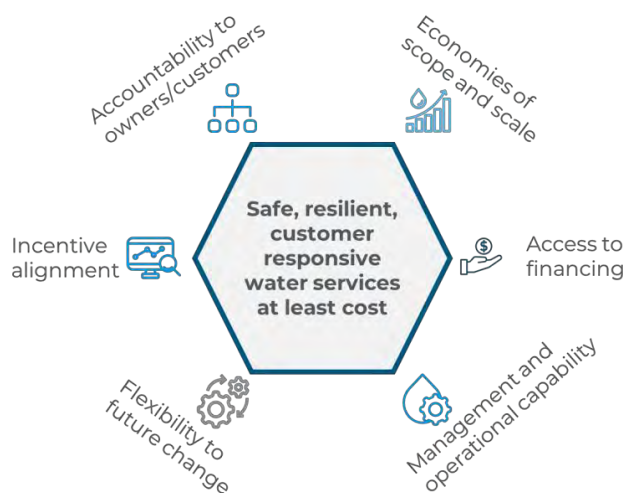 Accountability to
owners/customers
Economies of
scope and scale
Safe, resilient,
customer
responsive
water services
at least cost
Incentive
alignment
$
Access to
financing
Flexibility to
future change
Management and
operational capability